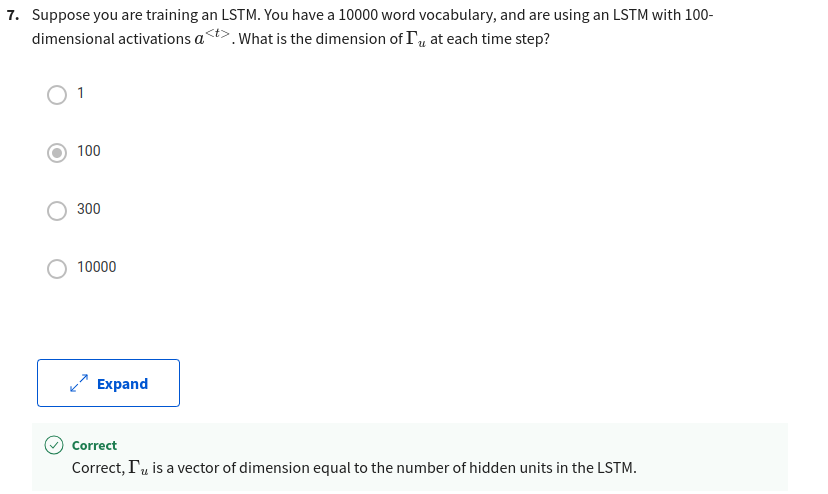 7. Suppose you are training an LSTM. You have a 10000 word vocabulary, and are using an LSTM with 100-
dimensional activations a^{<t>}. What is the dimension of Γ_u at each time step?
1
100
300
10000
Expand
Correct
Correct, Γ_u is a vector of dimension equal to the number of hidden units in the LSTM.